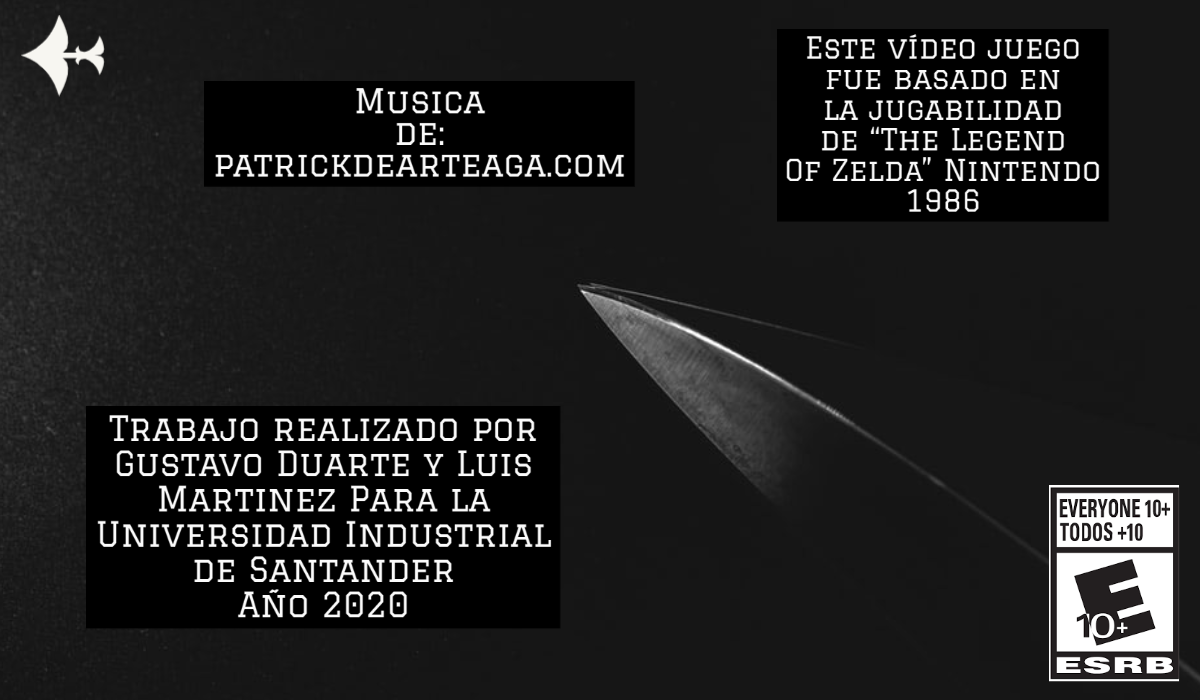 Musica
de:
patrickdearteaga.com
Este vídeo juego
fue basado en
la jugabilidad
de “The Legend
Of Zelda” Nintendo
1986
Trabajo realizado por
Gustavo Duarte y Luis
Martinez Para la
Universidad Industrial
de Santander
Año 2020
EVERYONE 10+
TODOS +10
E
10+
ESRB